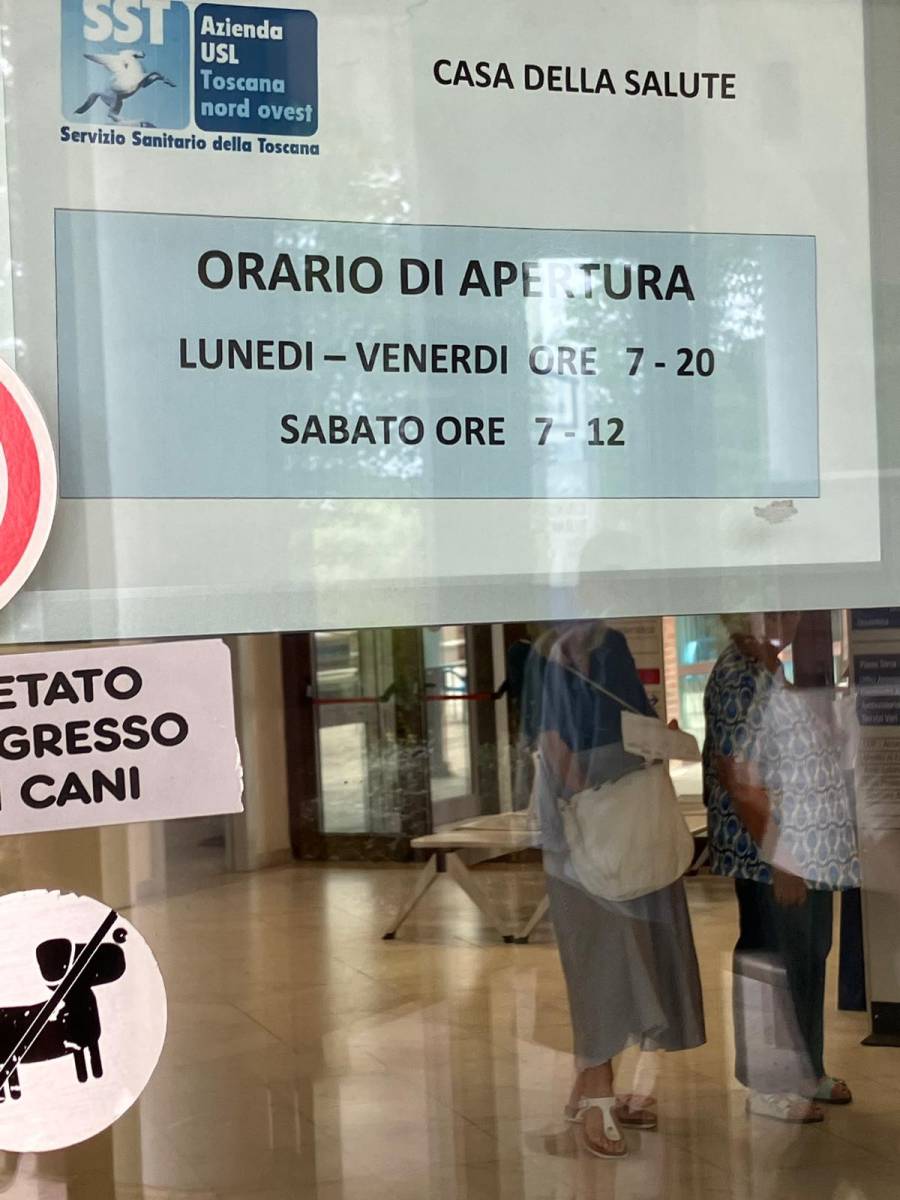 SST
Azienda
USL
Toscana
nord ovest
Servizio Sanitario della Toscana
CASA DELLA SALUTE
ORARIO DI APERTURA
LUNEDI – VENERDI ORE 7 - 20
SABATO ORE 7 - 12
ETATO
GRESSO
I CANI